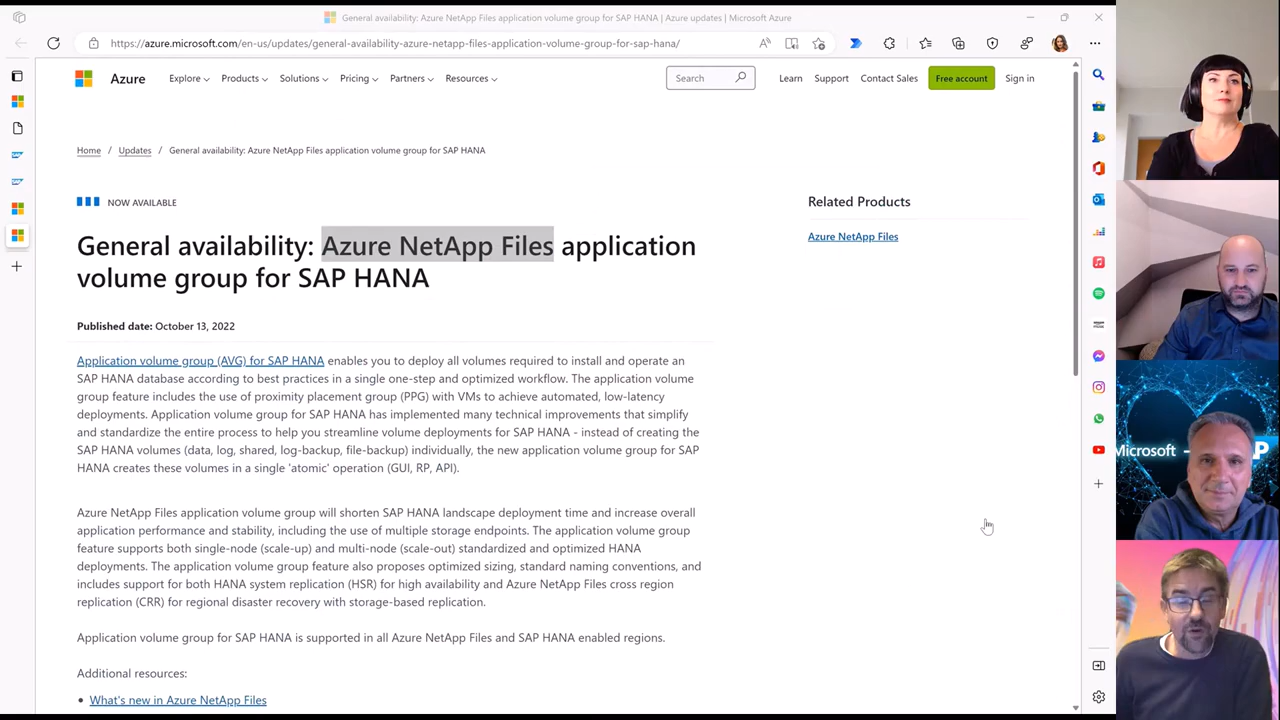 General availability: Azure NetApp Files application volume group for SAP HANA | Azure updates | Microsoft Azure
https://azure.microsoft.com/en-us/updates/general-availability-azure-netapp-files-application-volume-group-for-sap-hana/
Azure Explore Products Solutions Pricing Partners Resources Search Learn Support Contact Sales Free account Sign in
Home / Updates / General availability: Azure NetApp Files application volume group for SAP HANA
NOW AVAILABLE
General availability: Azure NetApp Files application
volume group for SAP HANA
Published date: October 13, 2022
Application volume group (AVG) for SAP HANA enables you to deploy all volumes required to install and operate an
SAP HANA database according to best practices in a single one-step and optimized workflow. The application volume
group feature includes the use of proximity placement group (PPG) with VMs to achieve automated, low-latency
deployments. Application volume group for SAP HANA has implemented many technical improvements that simplify
and standardize the entire process to help you streamline volume deployments for SAP HANA - instead of creating the
SAP HANA volumes (data, log, shared, log-backup, file-backup) individually, the new application volume group for SAP
HANA creates these volumes in a single 'atomic' operation (GUI, RP, API).
Azure NetApp Files application volume group will shorten SAP HANA landscape deployment time and increase overall
application performance and stability, including the use of multiple storage endpoints. The application volume group
feature supports both single-node (scale-up) and multi-node (scale-out) standardized and optimized HANA
deployments. The application volume group feature also proposes optimized sizing, standard naming conventions, and
includes support for both HANA system replication (HSR) for high availability and Azure NetApp Files cross region
replication (CRR) for regional disaster recovery with storage-based replication.
Application volume group for SAP HANA is supported in all Azure NetApp Files and SAP HANA enabled regions.
Additional resources:
What's new in Azure NetApp Files
Related Products
Azure NetApp Files
Microsoft